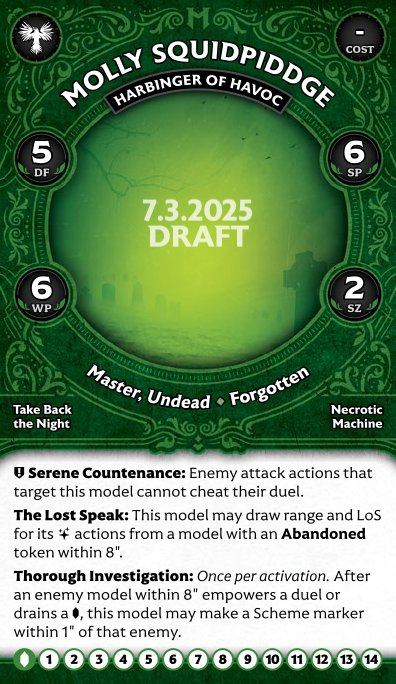 -
COST
MOLLY SQUIDPIDDGE
HARBINGER OF HAVOC
5
DF
6
SP
7.3.2025
DRAFT
6
WP
2
SZ
Master, Undead ◆ Forgotten
Take Back
the Night
Necrotic
Machine
Serene Countenance: Enemy attack actions that
target this model cannot cheat their duel.
The Lost Speak: This model may draw range and LoS
for its actions from a model with an Abandoned
token within 8".
Thorough Investigation: Once per activation. After
an enemy model within 8" empowers a duel or
drains a , this model may make a Scheme marker
within 1" of that enemy.
1 2 3 4 5 6 7 8 9 10 11 12 13 14